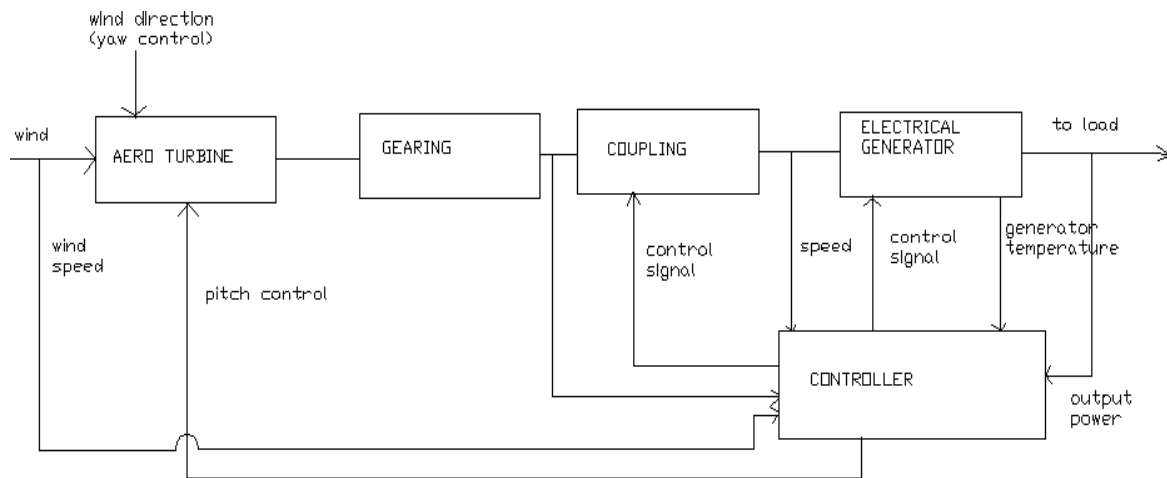 wind direction
(yaw control)
wind
AERO TURBINE
GEARING
COUPLING
ELECTRICAL
GENERATOR
to load
wind
speed
pitch control
control
signal
speed
control
signal
generator
temperature
CONTROLLER
output
power